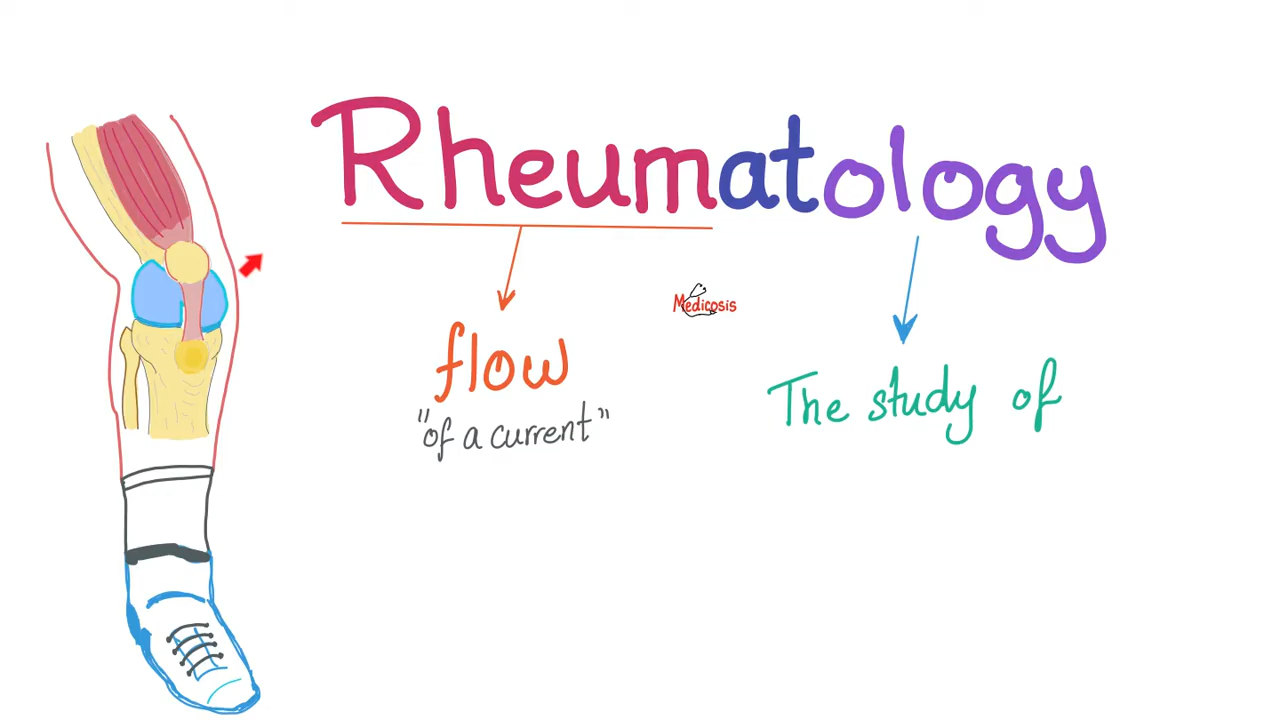 Rheumatology
Medicosis
flow
The study of
"of a current"